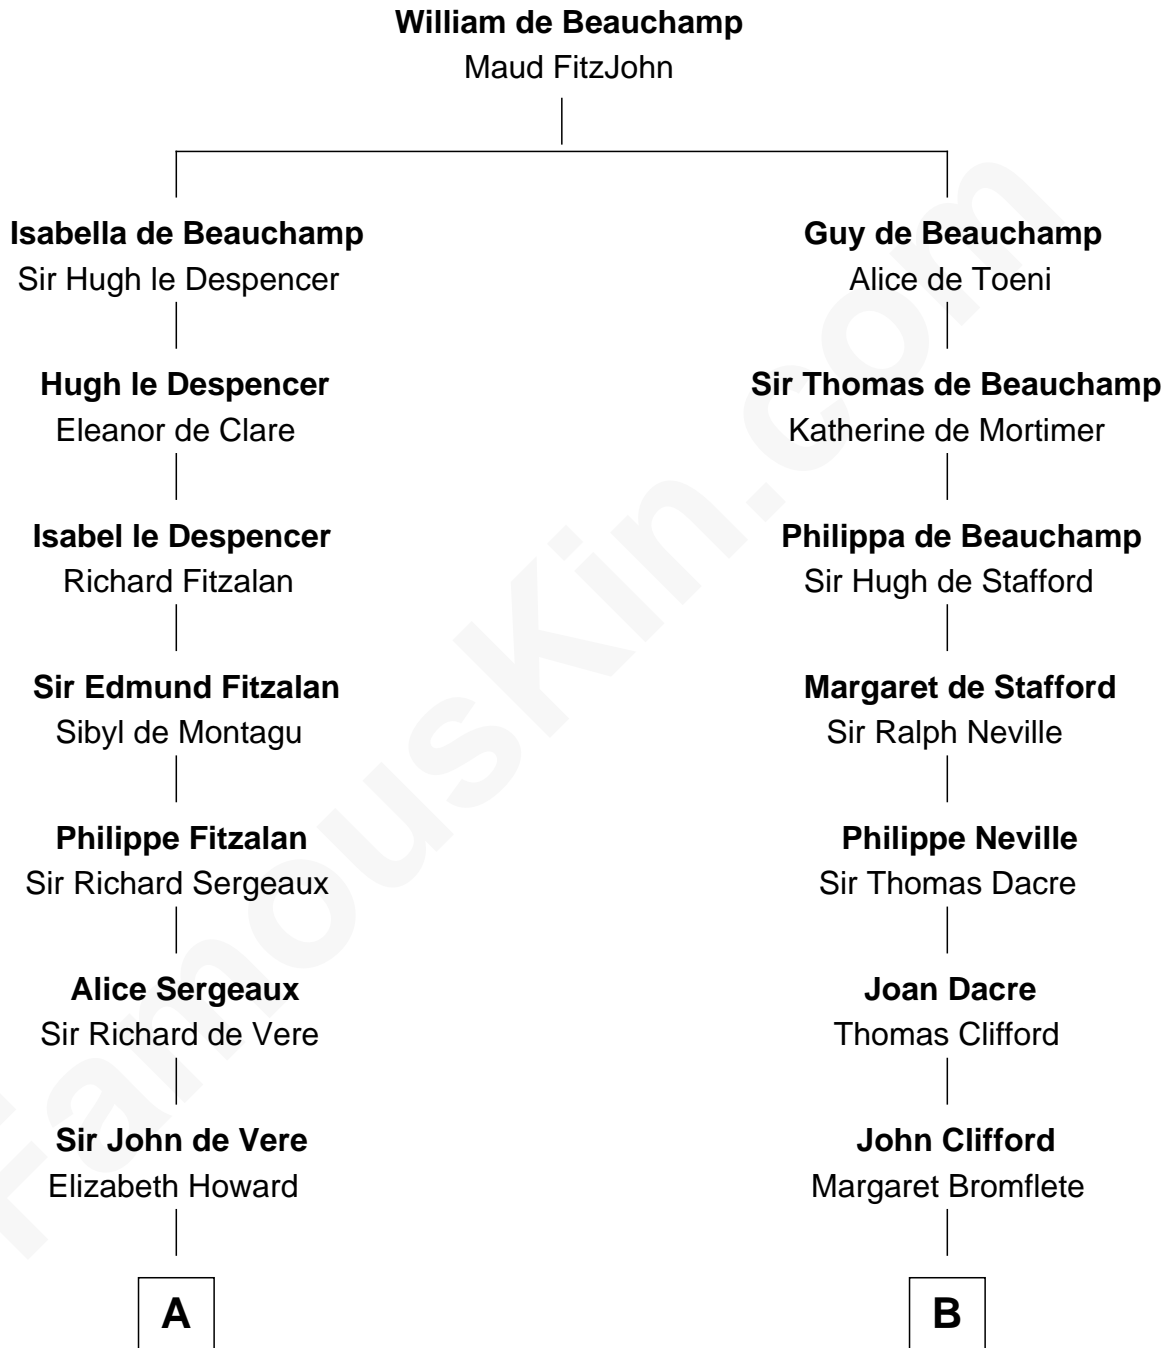 William de Beauchamp
Maud FitzJohn
Isabella de Beauchamp
Sir Hugh le Despencer
Guy de Beauchamp
Alice de Toeni
Hugh le Despencer
Eleanor de Clare
Sir Thomas de Beauchamp
Katherine de Mortimer
Isabel le Despencer
Richard Fitzalan
Philippa de Beauchamp
Sir Hugh de Stafford
Sir Edmund Fitzalan
Sibyl de Montagu
Margaret de Stafford
Sir Ralph Neville
Philippe Fitzalan
Sir Richard Sergeaux
Philippe Neville
Sir Thomas Dacre
Alice Sergeaux
Sir Richard de Vere
Joan Dacre
Thomas Clifford
Sir John de Vere
Elizabeth Howard
John Clifford
Margaret Bromflete
A
B
FamousKin.com